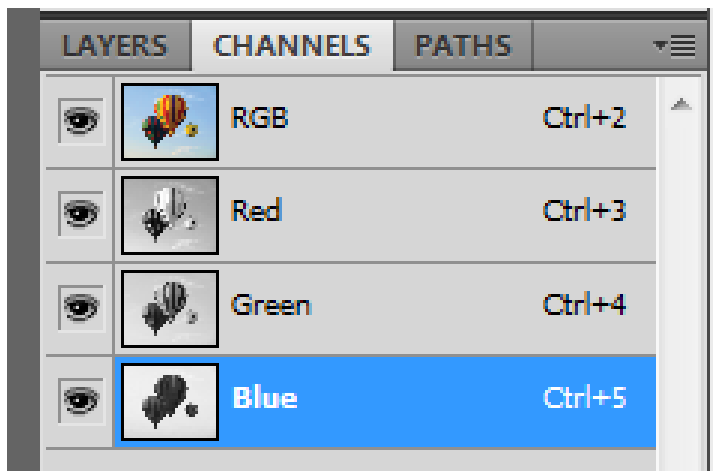 LAYERS CHANNELS PATHS
RGB Ctrl+2
Red Ctrl+3
Green Ctrl+4
Blue Ctrl+5